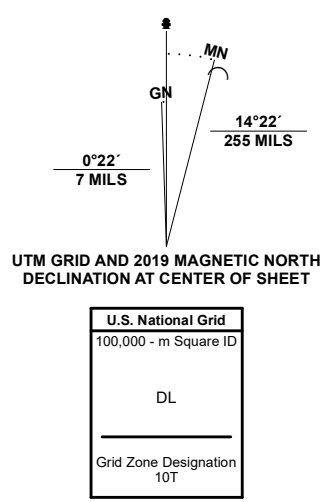 MN
GN
14°22´
255 MILS
0°22´
7 MILS
UTM GRID AND 2019 MAGNETIC NORTH
DECLINATION AT CENTER OF SHEET
U.S. National Grid
100,000 - m Square ID
DL
Grid Zone Designation
10T